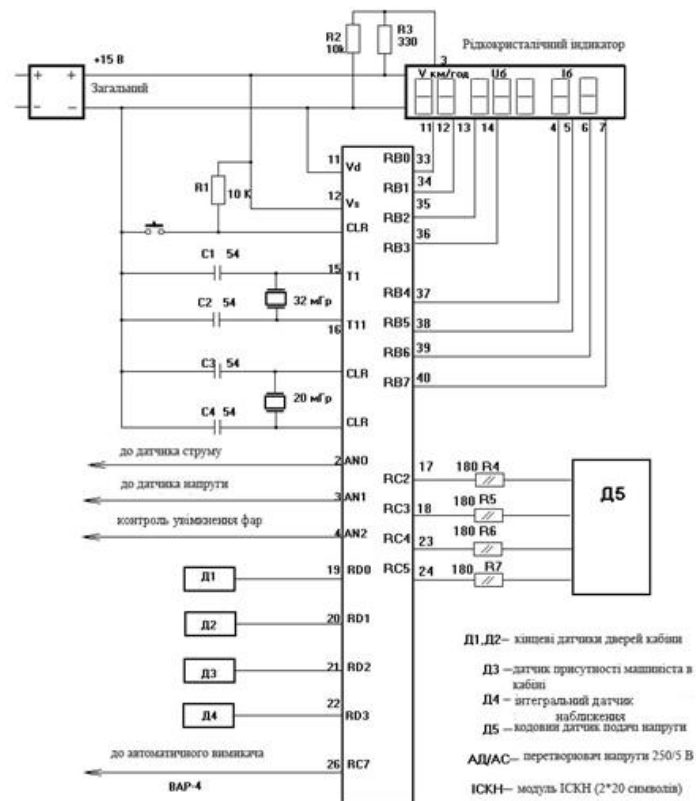 R2
10k
R3
330
3
Рідкокристалічний індикатор
+ +
− −
+15 В
Загальний
V км/год Uб Iб
11 12 13 14 4 5 6 7
R1
10 K
11 Vd
12 Vs
CLR
C1 54
15 T1
32 мГр
C2 54
16 T11
C3 54
CLR
20 мГр
C4 54
CLR
RB0 33
RB1 34
RB2 35
RB3 36
RB4 37
RB5 38
RB6 39
RB7 40
до датчика струму
2 AN0
до датчика напруги
3 AN1
контроль увімкнення фар
4 AN2
Д1
19 RD0
Д2
20 RD1
Д3
21 RD2
Д4
22 RD3
до автоматичного вимикача
26 RC7
ВАР-4
RC2 17 180 R4
RC3 18 180 R5
RC4 23 180 R6
RC5 24 180 R7
Д5
Д1,Д2– кінцеві датчики дверей кабіни
Д3 –датчик присутності машиніста в
кабіні
Д4 –інтегральний датчик
наближення
Д5 – кодовий датчик подачі напруги
АД/АС– перетворювач напруги 250/5 В
ІСКН– модуль ІСКН (2*20 символів)